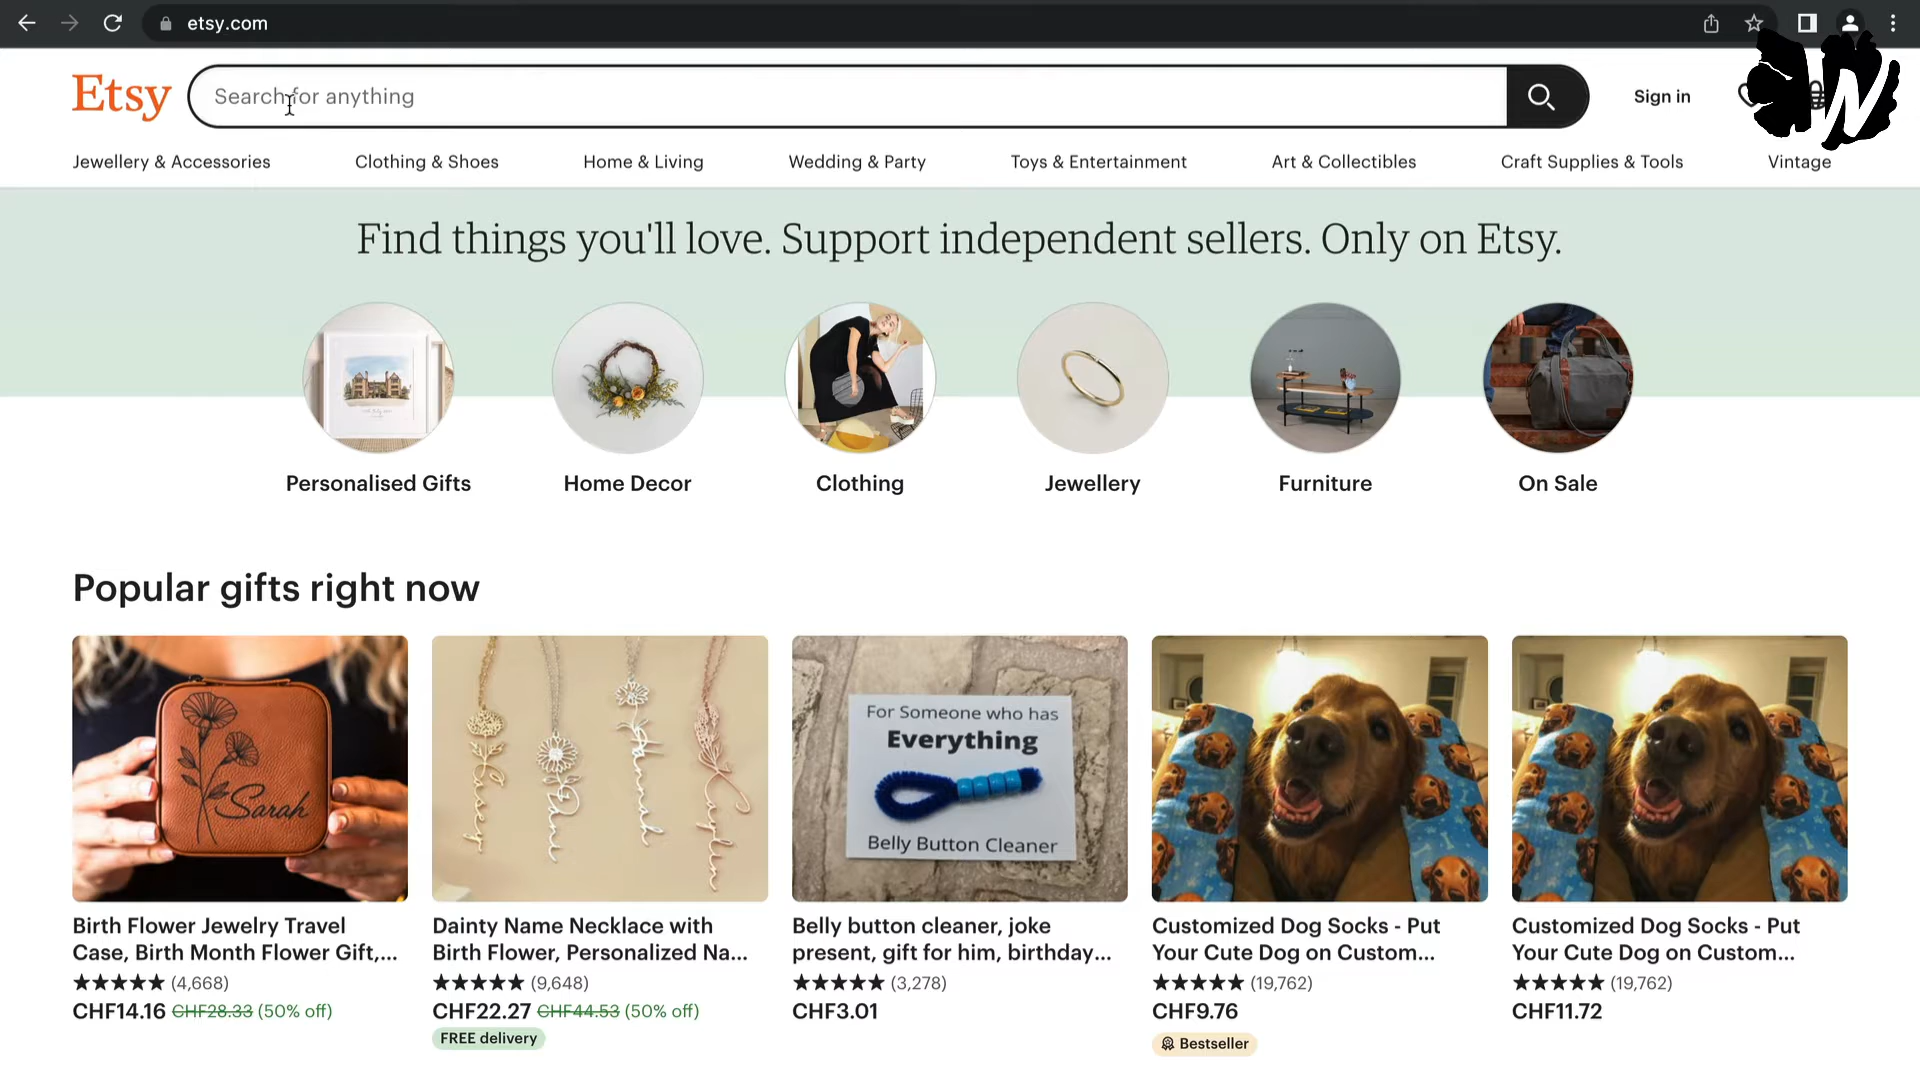 etsy.com
Etsy
Search for anything
Sign in
W
Jewellery & Accessories
Clothing & Shoes
Home & Living
Wedding & Party
Toys & Entertainment
Art & Collectibles
Craft Supplies & Tools
Vintage
Find things you'll love. Support independent sellers. Only on Etsy.
Personalised Gifts
Home Decor
Clothing
Jewellery
Furniture
On Sale
Popular gifts right now
Sarah
For Someone who has
Everything
Belly Button Cleaner
Birth Flower Jewelry Travel
Case, Birth Month Flower Gift,...
(4,668)
CHF14.16 CHF28.33 (50% off)
Dainty Name Necklace with
Birth Flower, Personalized Na...
(9,648)
CHF22.27 CHF44.53 (50% off)
FREE delivery
Belly button cleaner, joke
present, gift for him, birthday...
(3,278)
CHF3.01
Customized Dog Socks - Put
Your Cute Dog on Custom...
(19,762)
CHF9.76
Bestseller
Customized Dog Socks - Put
Your Cute Dog on Custom...
(19,762)
CHF11.72